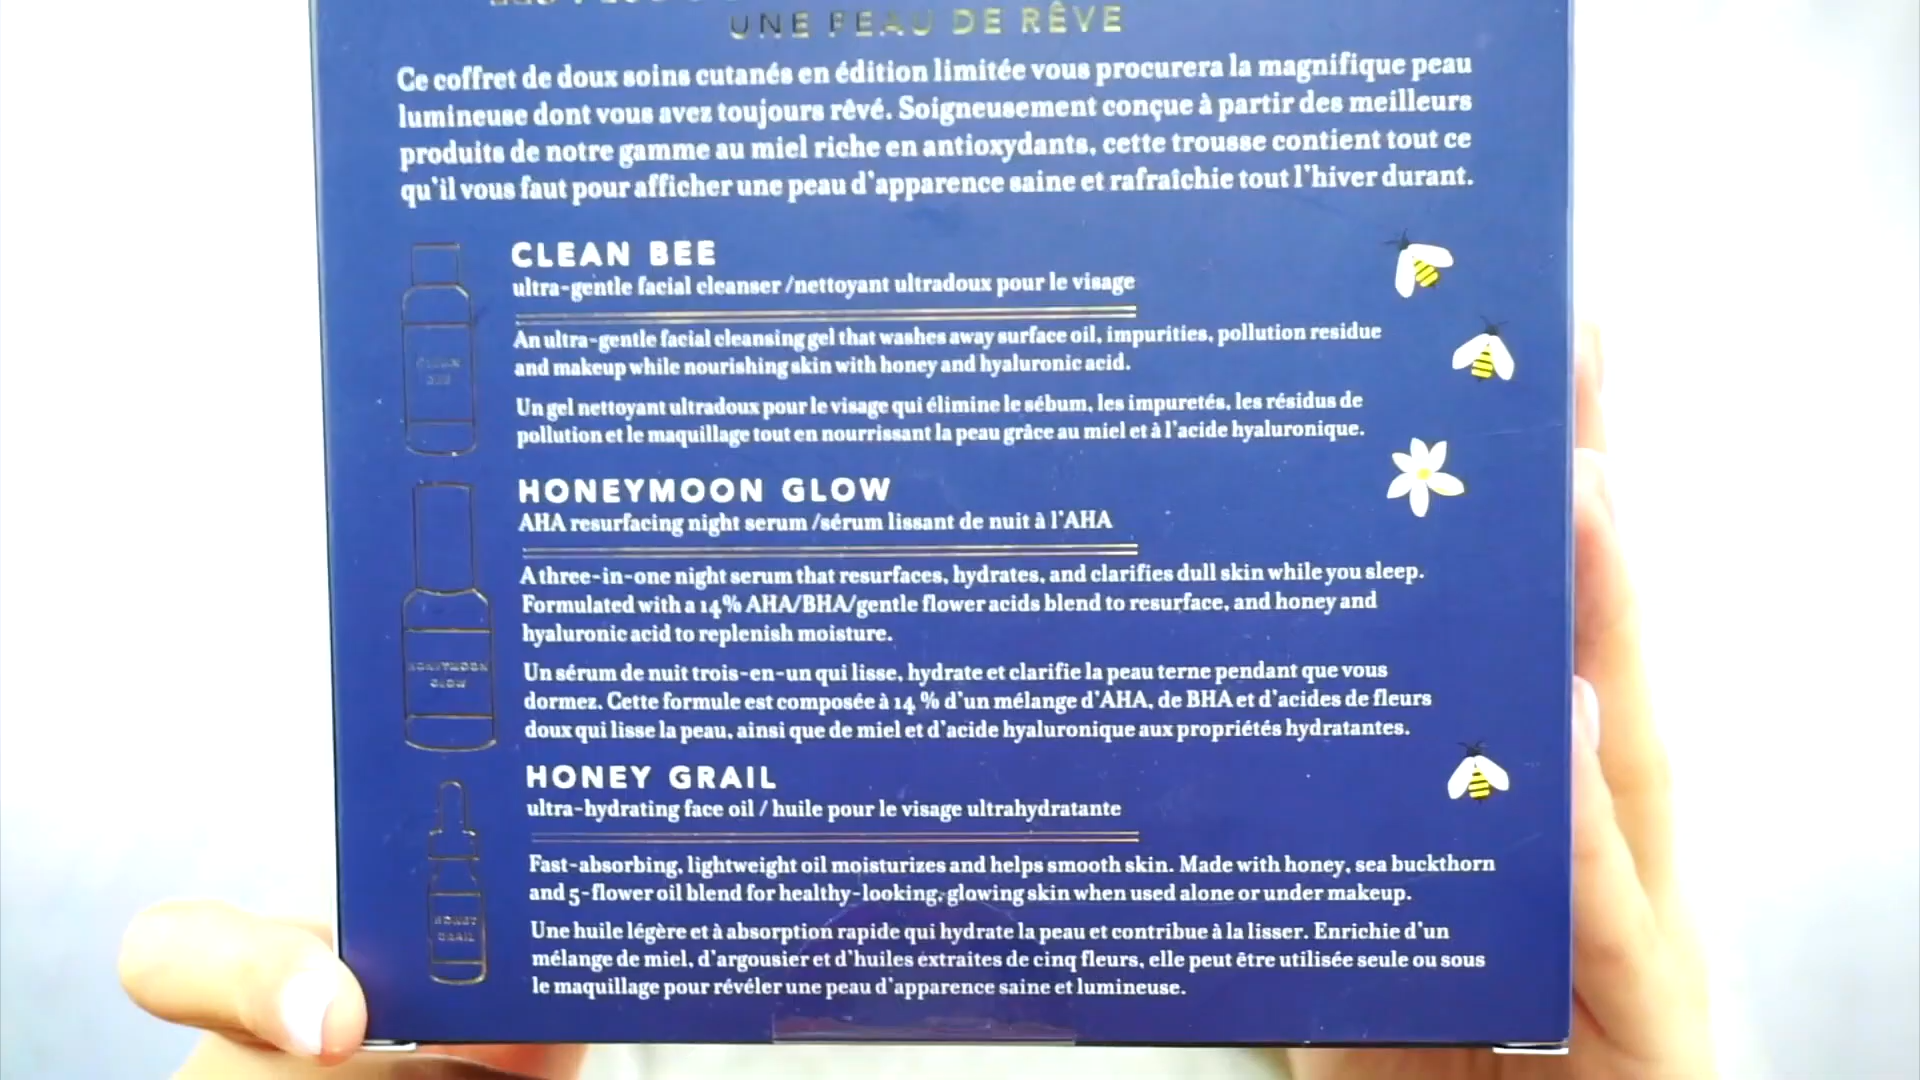 UNE PEAU DE RÊVE
Ce coffret de doux soins cutanés en édition limitée vous procurera la magnifique peau
lumineuse dont vous avez toujours rêvé. Soigneusement conçue à partir des meilleurs
produits de notre gamme au miel riche en antioxydants, cette trousse contient tout ce
qu'il vous faut pour afficher une peau d'apparence saine et rafraîchie tout l'hiver durant.
CLEAN BEE
ultra-gentle facial cleanser /nettoyant ultradoux pour le visage
An ultra-gentle facial cleansing gel that washes away surface oil, impurities, pollution residue
and makeup while nourishing skin with honey and hyaluronic acid.
Un gel nettoyant ultradoux pour le visage qui élimine le sébum, les impuretés, les résidus de
pollution et le maquillage tout en nourrissant la peau grâce au miel et à l'acide hyaluronique.
CLEAN
BEE
HONEYMOON GLOW
AHA resurfacing night serum /sérum lissant de nuit à l'AHA
A three-in-one night serum that resurfaces, hydrates, and clarifies dull skin while you sleep.
Formulated with a 14% AHA/BHA/gentle flower acids blend to resurface, and honey and
hyaluronic acid to replenish moisture.
Un sérum de nuit trois-en-un qui lisse, hydrate et clarifie la peau terne pendant que vous
dormez. Cette formule est composée à 14 % d'un mélange d'AHA, de BHA et d'acides de fleurs
doux qui lisse la peau, ainsi que de miel et d'acide hyaluronique aux propriétés hydratantes.
HONEYMOON
GLOW
HONEY GRAIL
ultra-hydrating face oil / huile pour le visage ultrahydratante
Fast-absorbing, lightweight oil moisturizes and helps smooth skin. Made with honey, sea buckthorn
and 5-flower oil blend for healthy-looking, glowing skin when used alone or under makeup.
Une huile légère et à absorption rapide qui hydrate la peau et contribue à la lisser. Enrichie d'un
mélange de miel, d'argousier et d'huiles extraites de cinq fleurs, elle peut être utilisée seule ou sous
le maquillage pour révéler une peau d'apparence saine et lumineuse.
HONEY
GRAIL